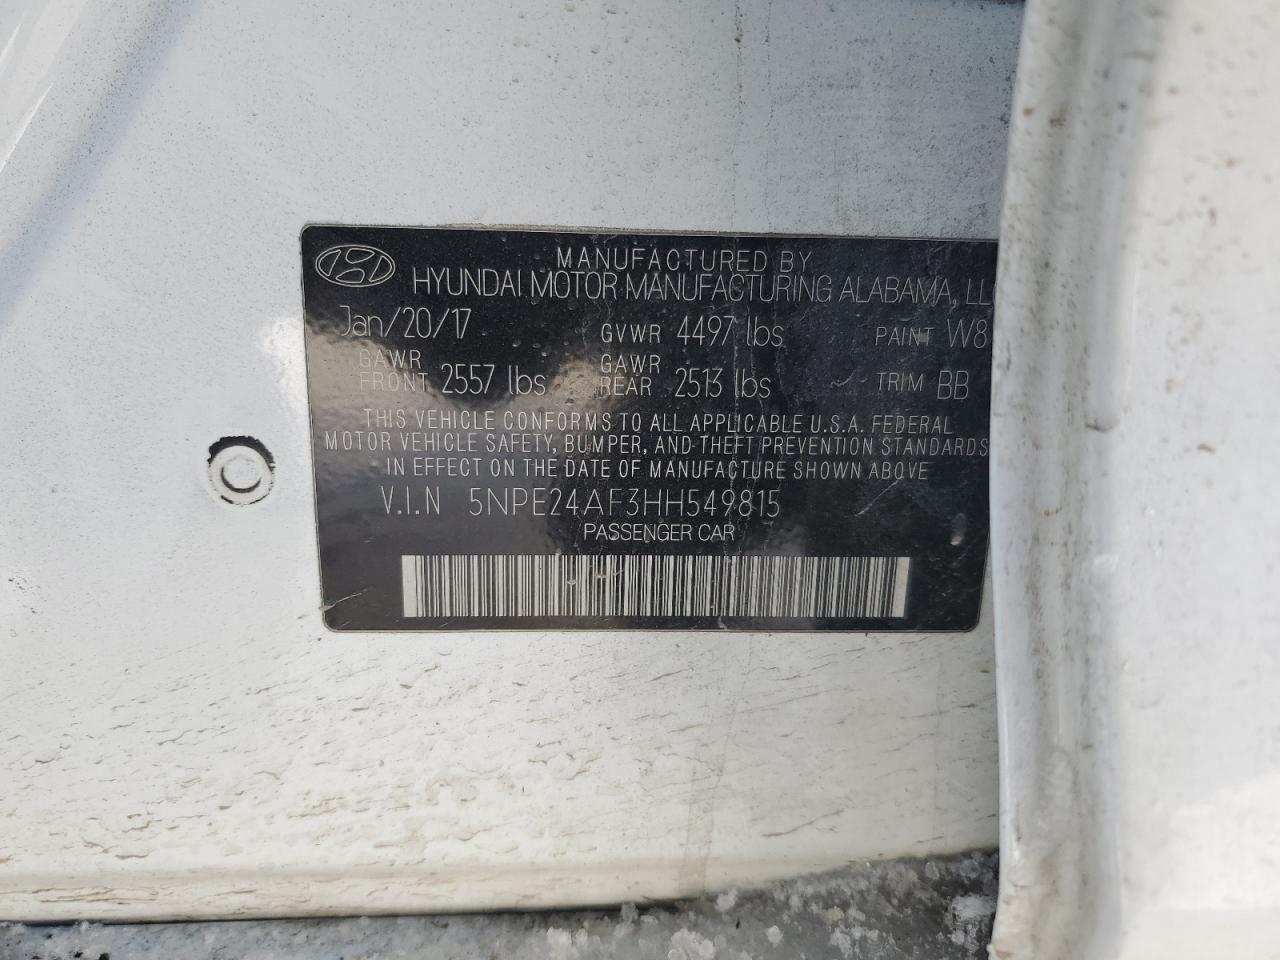 MANUFACTURED BY
HYUNDAI MOTOR MANUFACTURING ALABAMA, LL
Jan/20/17 GVWR 4497 lbs PAINT W8
GAWR FRONT 2557 lbs GAWR REAR 2513 lbs TRIM BB
THIS VEHICLE CONFORMS TO ALL APPLICABLE U.S.A. FEDERAL
MOTOR VEHICLE SAFETY, BUMPER, AND THEFT PREVENTION STANDARDS
IN EFFECT ON THE DATE OF MANUFACTURE SHOWN ABOVE
V.I.N 5NPE24AF3HH549815
PASSENGER CAR